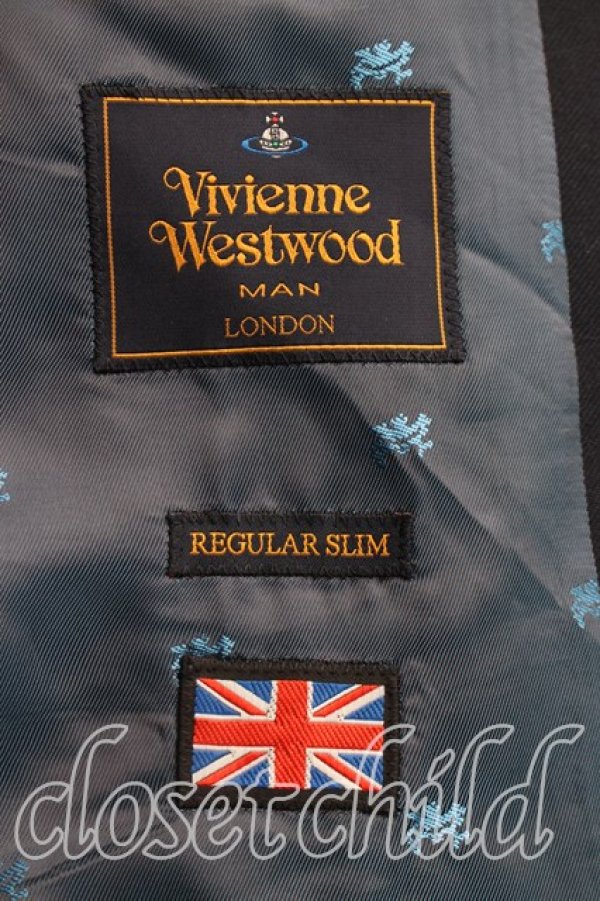 Vivienne
Westwood
MAN
LONDON
REGULAR SLIM
closet child